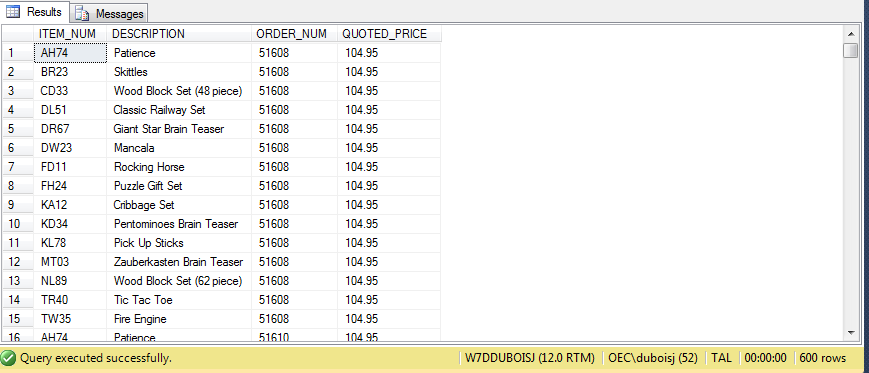 Results Messages
ITEM_NUM DESCRIPTION ORDER_NUM QUOTED_PRICE
1 AH74 Patience 51608 104.95
2 BR23 Skittles 51608 104.95
3 CD33 Wood Block Set (48 piece) 51608 104.95
4 DL51 Classic Railway Set 51608 104.95
5 DR67 Giant Star Brain Teaser 51608 104.95
6 DW23 Mancala 51608 104.95
7 FD11 Rocking Horse 51608 104.95
8 FH24 Puzzle Gift Set 51608 104.95
9 KA12 Cribbage Set 51608 104.95
10 KD34 Pentominoes Brain Teaser 51608 104.95
11 KL78 Pick Up Sticks 51608 104.95
12 MT03 Zauberkasten Brain Teaser 51608 104.95
13 NL89 Wood Block Set (62 piece) 51608 104.95
14 TR40 Tic Tac Toe 51608 104.95
15 TW35 Fire Engine 51608 104.95
16 AH74 Patience 51610 104.95
Query executed successfully. W7DDUBOISJ (12.0 RTM) OEC\duboisj (52) TAL 00:00:00 600 rows